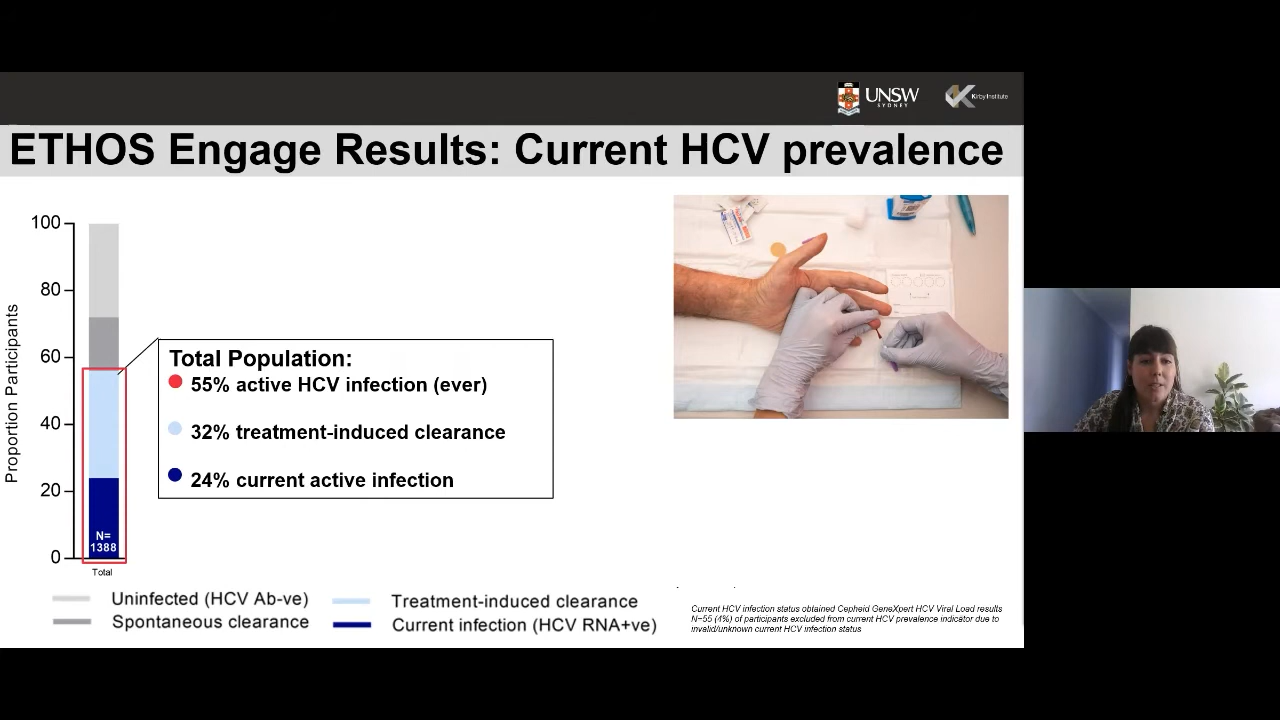 UNSW
SYDNEY
Kirby Institute
ETHOS Engage Results: Current HCV prevalence
Proportion Participants
100
80
60
40
20
0
N=
1388
Total
Total Population:
55% active HCV infection (ever)
32% treatment-induced clearance
24% current active infection
Uninfected (HCV Ab-ve)
Spontaneous clearance
Treatment-induced clearance
Current infection (HCV RNA+ve)
Current HCV infection status obtained Cepheid GeneXpert HCV Viral Load results
N=55 (4%) of participants excluded from current HCV prevalence indicator due to
invalid/unknown current HCV infection status